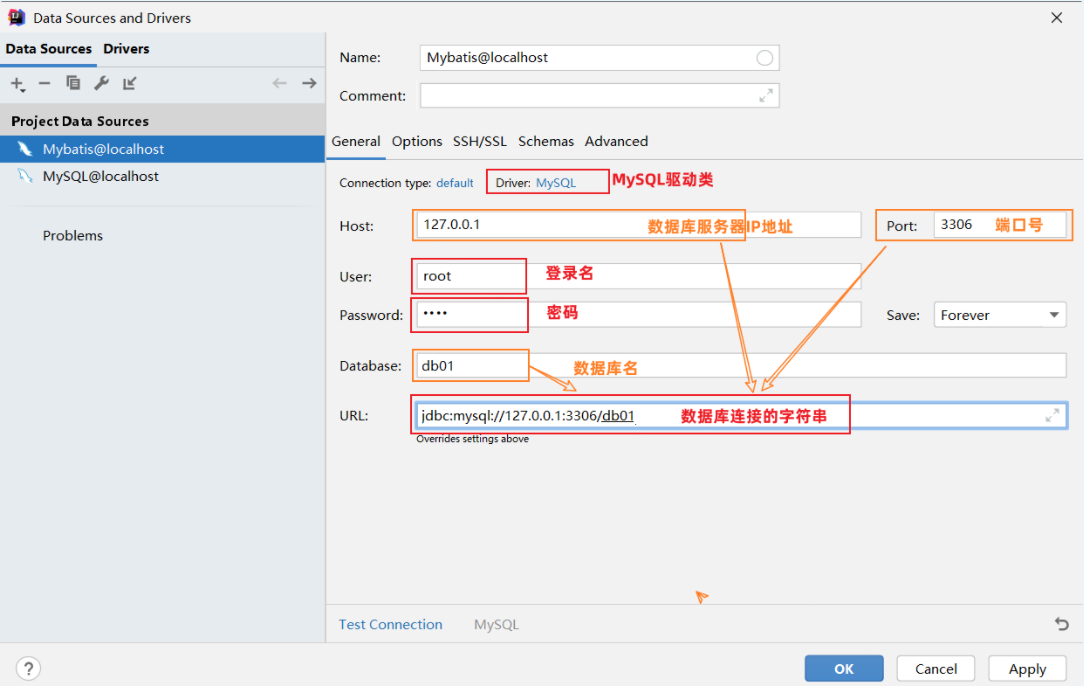 Data Sources and Drivers
Data Sources Drivers
Project Data Sources
Mybatis@localhost
MySQL@localhost
Problems
Name: Mybatis@localhost
Comment:
General Options SSH/SSL Schemas Advanced
Connection type: default Driver: MySQL MySQL驱动类
Host: 127.0.0.1 数据库服务器IP地址 Port: 3306 端口号
User: root 登录名
Password: •••• 密码 Save: Forever
Database: db01 数据库名
URL: jdbc:mysql://127.0.0.1:3306/db01 数据库连接的字符串
Overrides settings above
Test Connection MySQL
? OK Cancel Apply